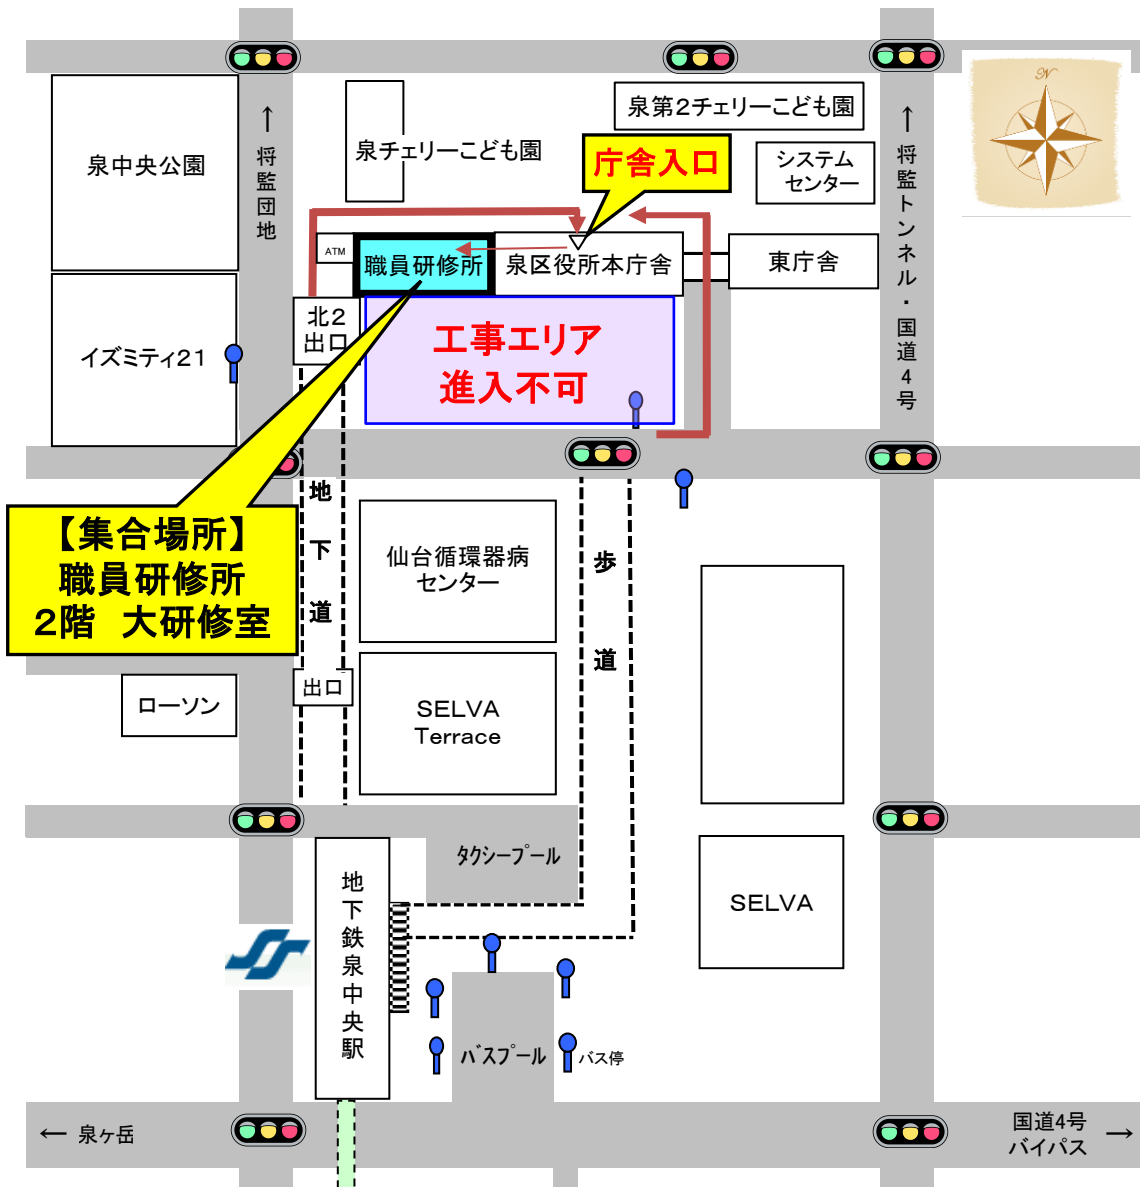 N
泉第2チェリーこども園
泉中央公園
↑
将監団地
泉チェリーこども園
庁舎入口
システム
センター
↑
将監トンネル・国道4号
ATM
職員研修所
泉区役所本庁舎
東庁舎
北2
出口
イズミティ21
工事エリア
進入不可
【集合場所】
職員研修所
2階 大研修室
地下道
仙台循環器病
センター
歩道
ローソン
出口
SELVA
Terrace
タクシープール
地下鉄泉中央駅
SELVA
バスプール
バス停
← 泉ヶ岳
国道4号
バイパス →